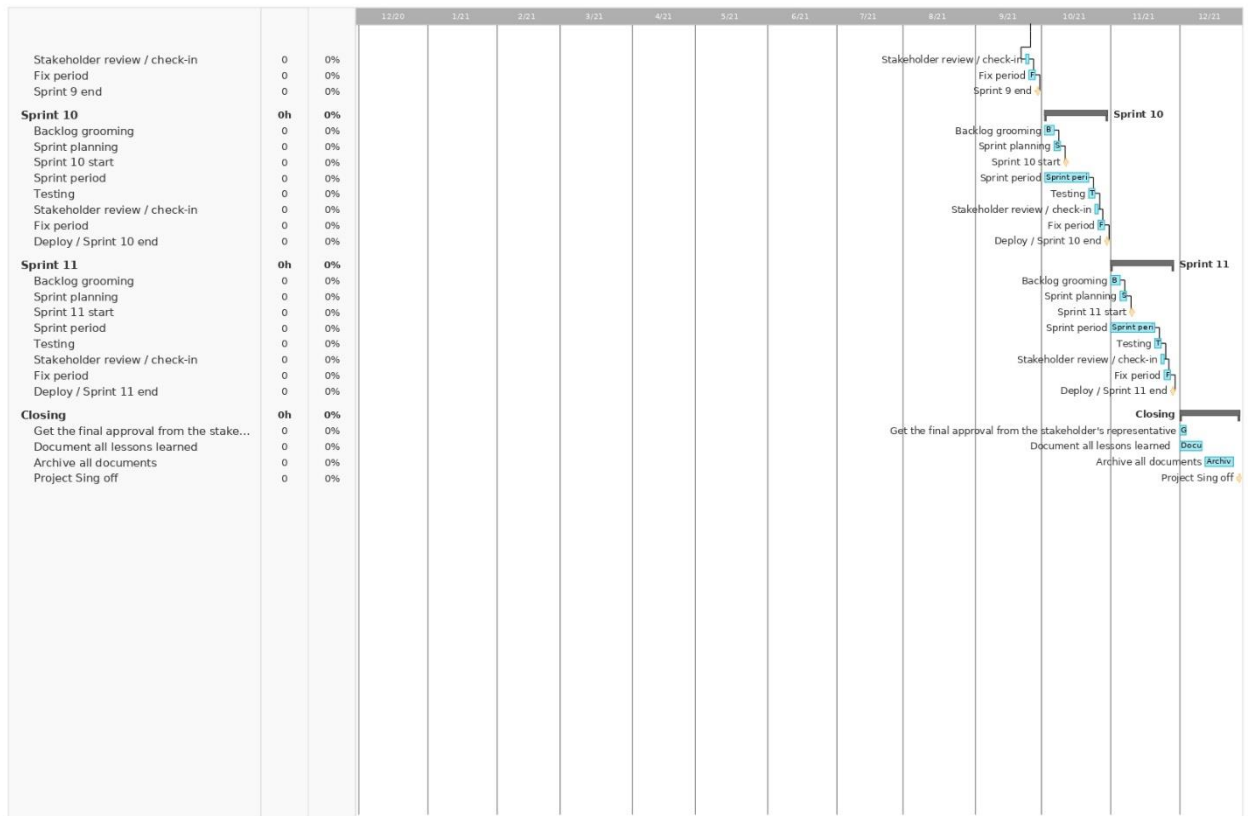 12/20 1/21 2/21 3/21 4/21 5/21 6/21 7/21 8/21 9/21 10/21 11/21 12/21
Stakeholder review / check-in 0 0% Stakeholder review / check-in
Fix period 0 0% Fix period F
Sprint 9 end 0 0% Sprint 9 end
Sprint 10 0h 0% Sprint 10
Backlog grooming 0 0% Backlog grooming B
Sprint planning 0 0% Sprint planning S
Sprint 10 start 0 0% Sprint 10 start
Sprint period 0 0% Sprint period Sprint peri
Testing 0 0% Testing T
Stakeholder review / check-in 0 0% Stakeholder review / check-in
Fix period 0 0% Fix period F
Deploy / Sprint 10 end 0 0% Deploy / Sprint 10 end
Sprint 11 0h 0% Sprint 11
Backlog grooming 0 0% Backlog grooming B
Sprint planning 0 0% Sprint planning S
Sprint 11 start 0 0% Sprint 11 start
Sprint period 0 0% Sprint period Sprint peri
Testing 0 0% Testing T
Stakeholder review / check-in 0 0% Stakeholder review / check-in
Fix period 0 0% Fix period F
Deploy / Sprint 11 end 0 0% Deploy / Sprint 11 end
Closing 0h 0% Closing
Get the final approval from the stake... 0 0% Get the final approval from the stakeholder's representative G
Document all lessons learned 0 0% Document all lessons learned Docu
Archive all documents 0 0% Archive all documents Archiv
Project Sing off 0 0% Project Sing off